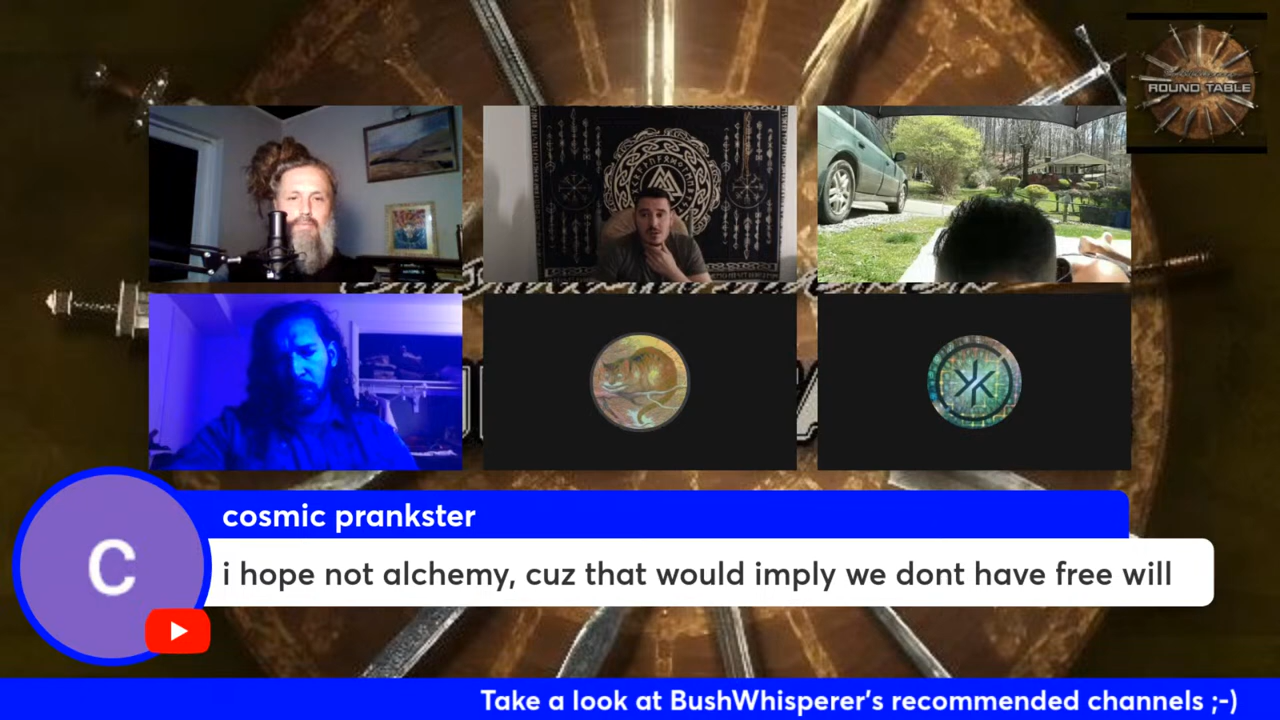 ROUND TABLE
C
cosmic prankster
i hope not alchemy, cuz that would imply we dont have free will
Take a look at BushWhisperer's recommended channels ;-)